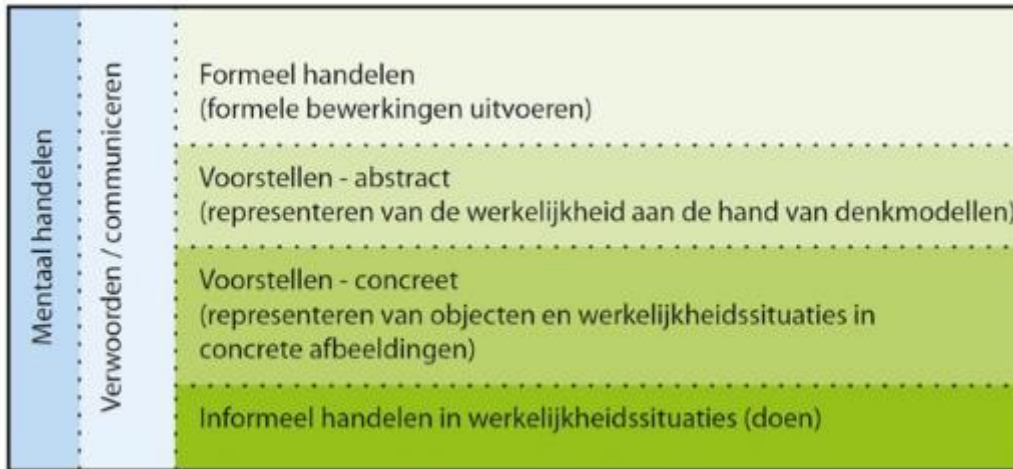 Mentaal handelen
Verwoorden / communiceren
Formeel handelen
(formele bewerkingen uitvoeren)
Voorstellen - abstract
(representeren van de werkelijkheid aan de hand van denkmodellen)
Voorstellen - concreet
(representeren van objecten en werkelijkheidssituaties in
concrete afbeeldingen)
Informeel handelen in werkelijkheidssituaties (doen)